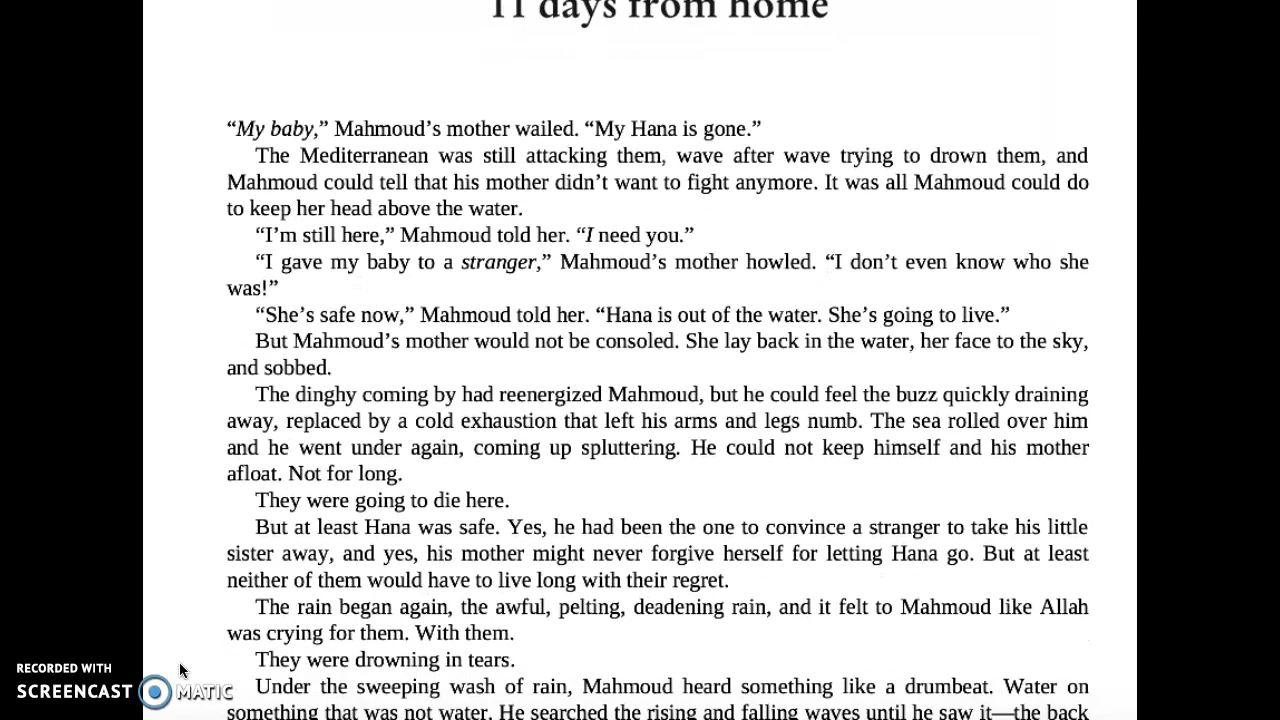 11 days from home
“My baby,” Mahmoud’s mother wailed. “My Hana is gone.”
The Mediterranean was still attacking them, wave after wave trying to drown them, and
Mahmoud could tell that his mother didn’t want to fight anymore. It was all Mahmoud could do
to keep her head above the water.
“I’m still here,” Mahmoud told her. “I need you.”
“I gave my baby to a stranger,” Mahmoud’s mother howled. “I don’t even know who she
was!”
“She’s safe now,” Mahmoud told her. “Hana is out of the water. She’s going to live.”
But Mahmoud’s mother would not be consoled. She lay back in the water, her face to the sky,
and sobbed.
The dinghy coming by had reenergized Mahmoud, but he could feel the buzz quickly draining
away, replaced by a cold exhaustion that left his arms and legs numb. The sea rolled over him
and he went under again, coming up spluttering. He could not keep himself and his mother
afloat. Not for long.
They were going to die here.
But at least Hana was safe. Yes, he had been the one to convince a stranger to take his little
sister away, and yes, his mother might never forgive herself for letting Hana go. But at least
neither of them would have to live long with their regret.
The rain began again, the awful, pelting, deadening rain, and it felt to Mahmoud like Allah
was crying for them. With them.
They were drowning in tears.
Under the sweeping wash of rain, Mahmoud heard something like a drumbeat. Water on
something that was not water. He searched the rising and falling waves until he saw it—the back
RECORDED WITH
SCREENCAST MATIC